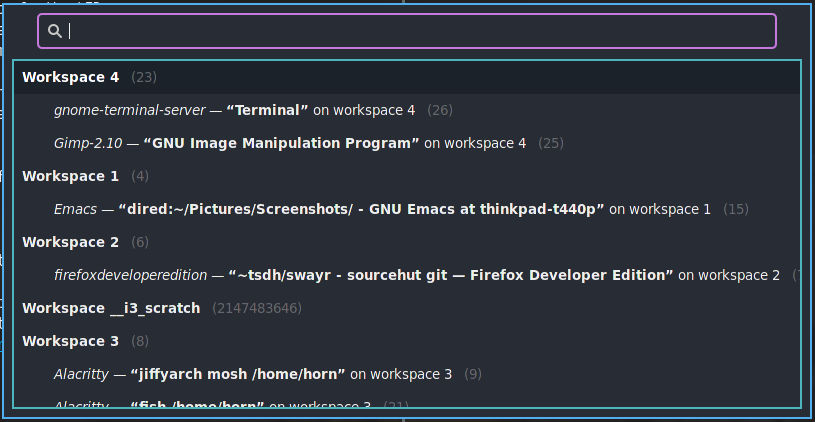 Workspace 4 (23)
gnome-terminal-server — “Terminal” on workspace 4 (26)
Gimp-2.10 — “GNU Image Manipulation Program” on workspace 4 (25)
Workspace 1 (4)
Emacs — “dired:~/Pictures/Screenshots/ - GNU Emacs at thinkpad-t440p” on workspace 1 (15)
Workspace 2 (6)
firefoxdeveloperedition — “~tsdh/swayr - sourcehut git — Firefox Developer Edition” on workspace 2
Workspace __i3_scratch (2147483646)
Workspace 3 (8)
Alacritty — “jiffyarch mosh /home/horn” on workspace 3 (9)
Alacritty — “fish /home/horn” on workspace 3 (21)